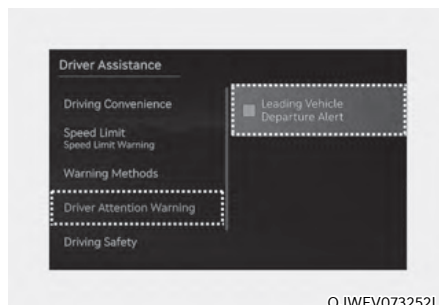 Driver Assistance
Driving Convenience
Speed Limit
Speed Limit Warning
Warning Methods
Driver Attention Warning
Driving Safety
Leading Vehicle
Departure Alert